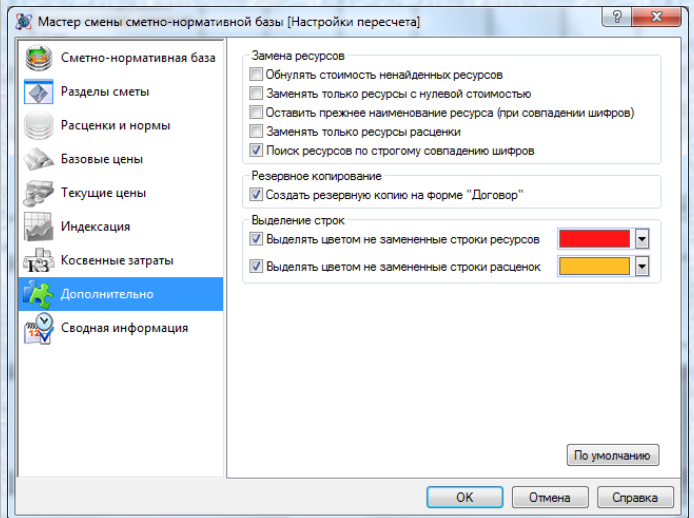 Мастер смены сметно-нормативной базы [Настройки пересчета]
Сметно-нормативная база
Разделы сметы
Расценки и нормы
Базовые цены
Текущие цены
Индексация
Косвенные затраты
Дополнительно
Сводная информация
Замена ресурсов
Обнулять стоимость ненайденных ресурсов
Заменять только ресурсы с нулевой стоимостью
Оставить прежнее наименование ресурса (при совпадении шифров)
Заменять только ресурсы расценки
Поиск ресурсов по строгому совпадению шифров
Резервное копирование
Создать резервную копию на форме "Договор"
Выделение строк
Выделять цветом не замененные строки ресурсов
Выделять цветом не замененные строки расценок
По умолчанию
OK
Отмена
Справка